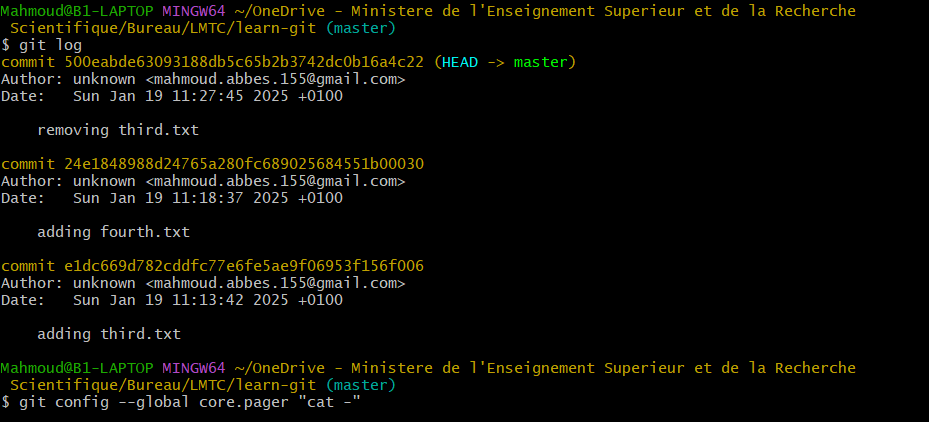 Mahmoud@B1-LAPTOP MINGW64 ~/OneDrive - Ministere de l'Enseignement Superieur et de la Recherche
Scientifique/Bureau/LMTC/learn-git (master)
$ git log
commit 500eabde63093188db5c65b2b3742dc0b16a4c22 (HEAD -> master)
Author: unknown <mahmoud.abbes.155@gmail.com>
Date:   Sun Jan 19 11:27:45 2025 +0100
removing third.txt
commit 24e1848988d24765a280fc689025684551b00030
Author: unknown <mahmoud.abbes.155@gmail.com>
Date:   Sun Jan 19 11:18:37 2025 +0100
adding fourth.txt
commit e1dc669d782cddfc77e6fe5ae9f06953f156f006
Author: unknown <mahmoud.abbes.155@gmail.com>
Date:   Sun Jan 19 11:13:42 2025 +0100
adding third.txt
Mahmoud@B1-LAPTOP MINGW64 ~/OneDrive - Ministere de l'Enseignement Superieur et de la Recherche
Scientifique/Bureau/LMTC/learn-git (master)
$ git config --global core.pager "cat -"